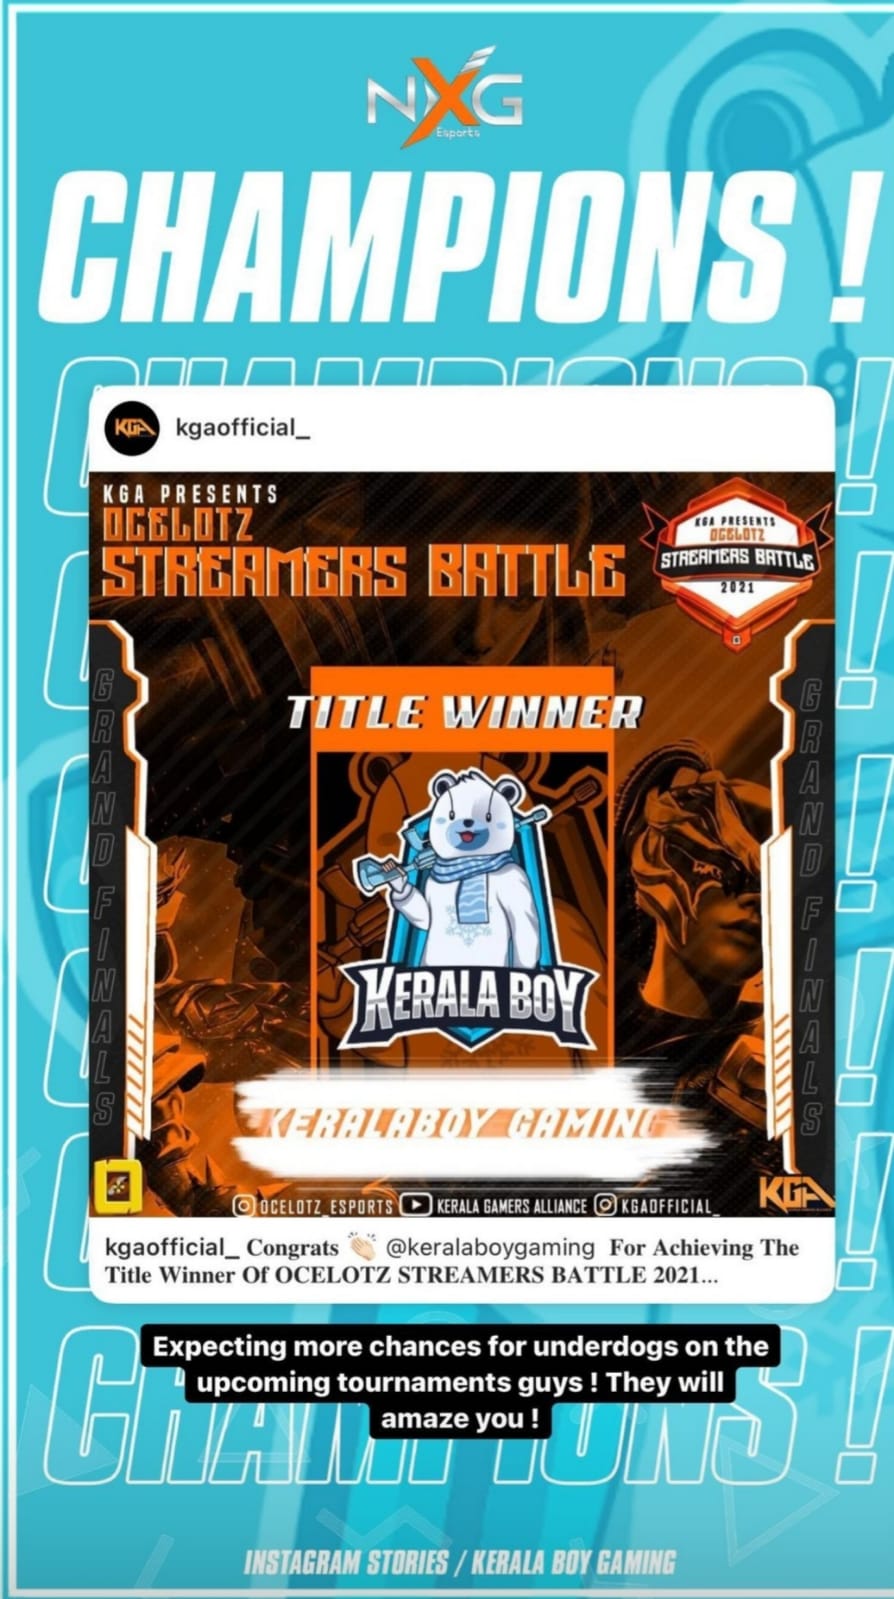 NXG
Esports
CHAMPIONS !
CHAMPIONS !
kgaofficial_
KGA PRESENTS
OCELOTZ
STREAMERS BATTLE
KGA PRESENTS
OCELOTZ
STREAMERS BATTLE
2021
TITLE WINNER
GRAND FINALS
GRAND FINALS
KERALA BOY
KERALABOY GAMING
OCELOTZ_ESPORTS KERALA GAMERS ALLIANCE KGAOFFICIAL_
KGA
kgaofficial_ Congrats 👏🏻 @keralaboygaming For Achieving The
Title Winner Of OCELOTZ STREAMERS BATTLE 2021...
Expecting more chances for underdogs on the
upcoming tournaments guys ! They will
amaze you !
CHAMPIONS !
INSTAGRAM STORIES / KERALA BOY GAMING